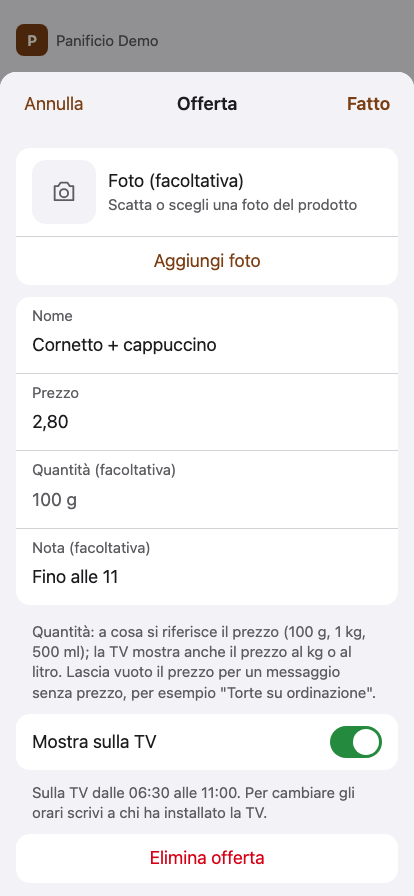 P Panificio Demo
Annulla Offerta Fatto
Foto (facoltativa)
Scatta o scegli una foto del prodotto
Aggiungi foto
Nome
Cornetto + cappuccino
Prezzo
2,80
Quantità (facoltativa)
100 g
Nota (facoltativa)
Fino alle 11
Quantità: a cosa si riferisce il prezzo (100 g, 1 kg,
500 ml); la TV mostra anche il prezzo al kg o al
litro. Lascia vuoto il prezzo per un messaggio
senza prezzo, per esempio "Torte su ordinazione".
Mostra sulla TV
Sulla TV dalle 06:30 alle 11:00. Per cambiare gli
orari scrivi a chi ha installato la TV.
Elimina offerta